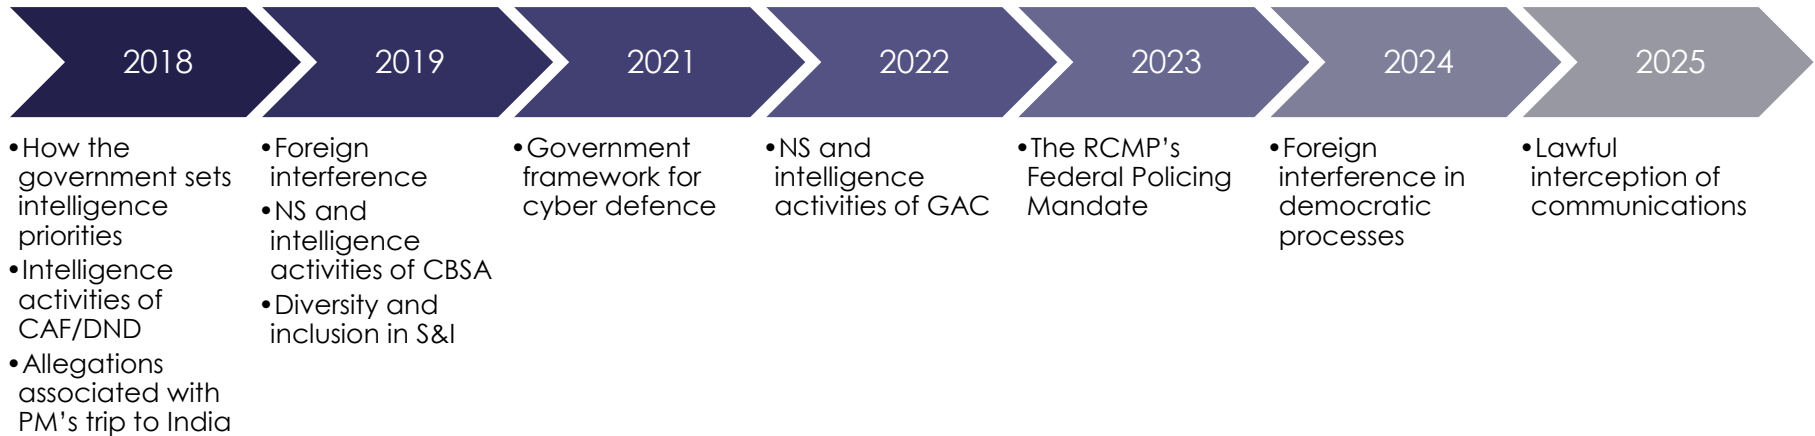 2018
2019
2021
2022
2023
2024
2025
•How the
government sets
intelligence
priorities
•Intelligence
activities of
CAF/DND
•Allegations
associated with
PM's trip to India
•Foreign
interference
•NS and
intelligence
activities of CBSA
•Diversity and
inclusion in S&I
•Government
framework for
cyber defence
•NS and
intelligence
activities of GAC
•The RCMP's
Federal Policing
Mandate
•Foreign
interference in
democratic
processes
•Lawful
interception of
communications